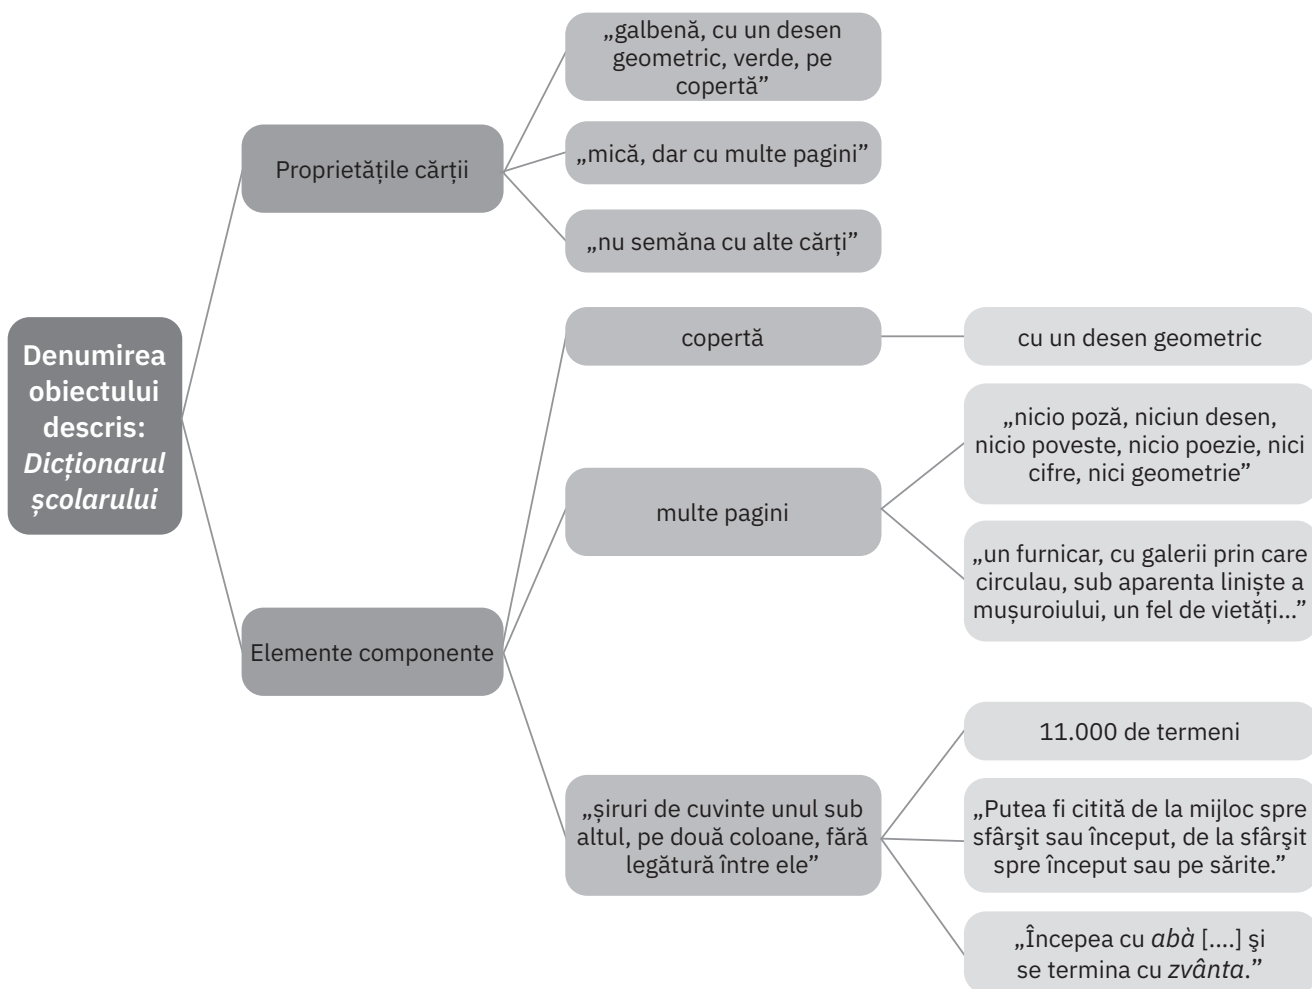 „galbenă, cu un desen
geometric, verde, pe
copertă”
Proprietățile cărții
„mică, dar cu multe pagini”
„nu semăna cu alte cărți”
Denumirea
obiectului
descris:
Dicționarul
școlarului
copertă
cu un desen geometric
„nicio poză, niciun desen,
nicio poveste, nicio poezie, nici
cifre, nici geometrie”
multe pagini
„un furnicar, cu galerii prin care
circulau, sub aparenta liniște a
mușuroiului, un fel de vietăți...”
Elemente componente
11.000 de termeni
„șiruri de cuvinte unul sub
altul, pe două coloane, fără
legătură între ele”
„Putea fi citită de la mijloc spre
sfârşit sau început, de la sfârşit
spre început sau pe sărite.”
„Începea cu abà [....] şi
se termina cu zvânta.”